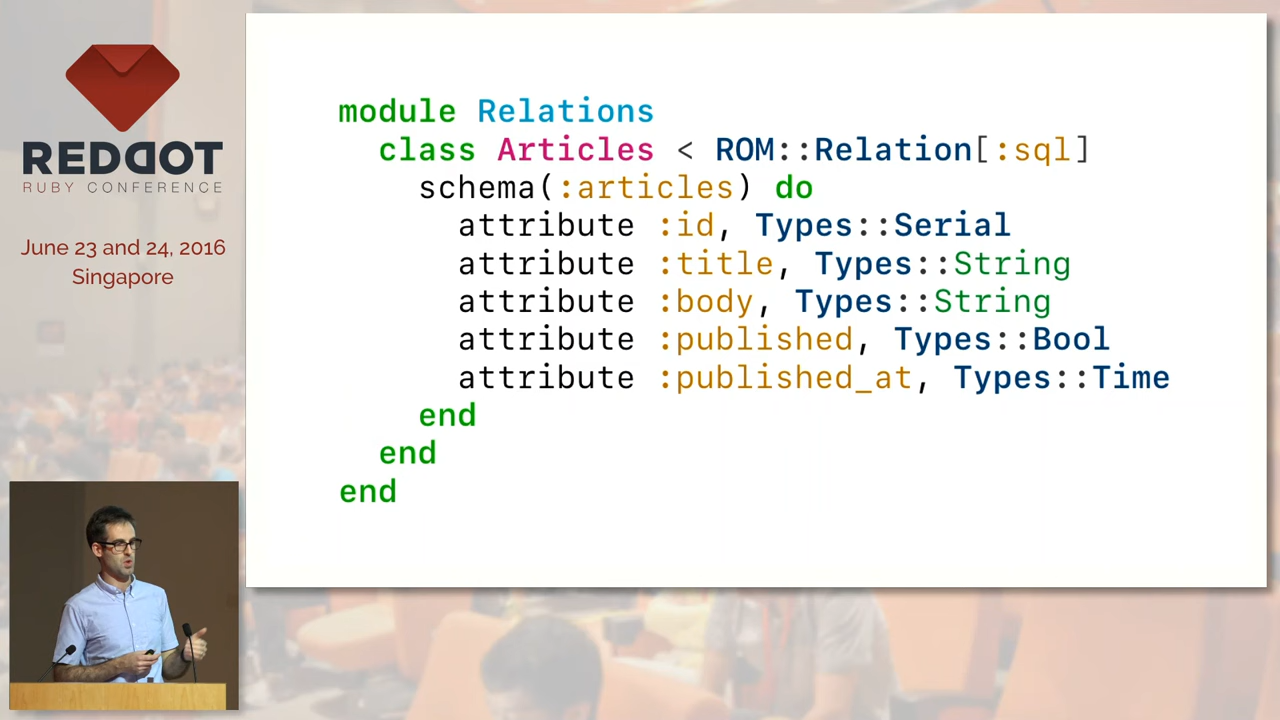 REDDOT
RUBY CONFERENCE
June 23 and 24, 2016
Singapore
module Relations
  class Articles < ROM::Relation[:sql]
    schema(:articles) do
      attribute :id, Types::Serial
      attribute :title, Types::String
      attribute :body, Types::String
      attribute :published, Types::Bool
      attribute :published_at, Types::Time
    end
  end
end